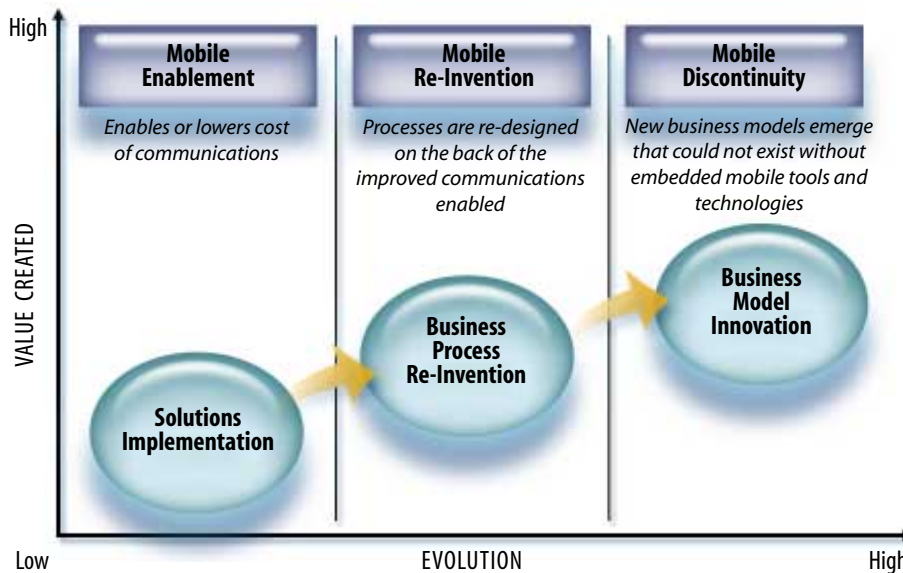 High
Mobile
Enablement
Enables or lowers cost
of communications
Mobile
Re-Invention
Processes are re-designed
on the back of the
improved communications
enabled
Mobile
Discontinuity
New business models emerge
that could not exist without
embedded mobile tools and
technologies
VALUE CREATED
Solutions
Implementation
Business
Process
Re-Invention
Business
Model
Innovation
Low
EVOLUTION
High